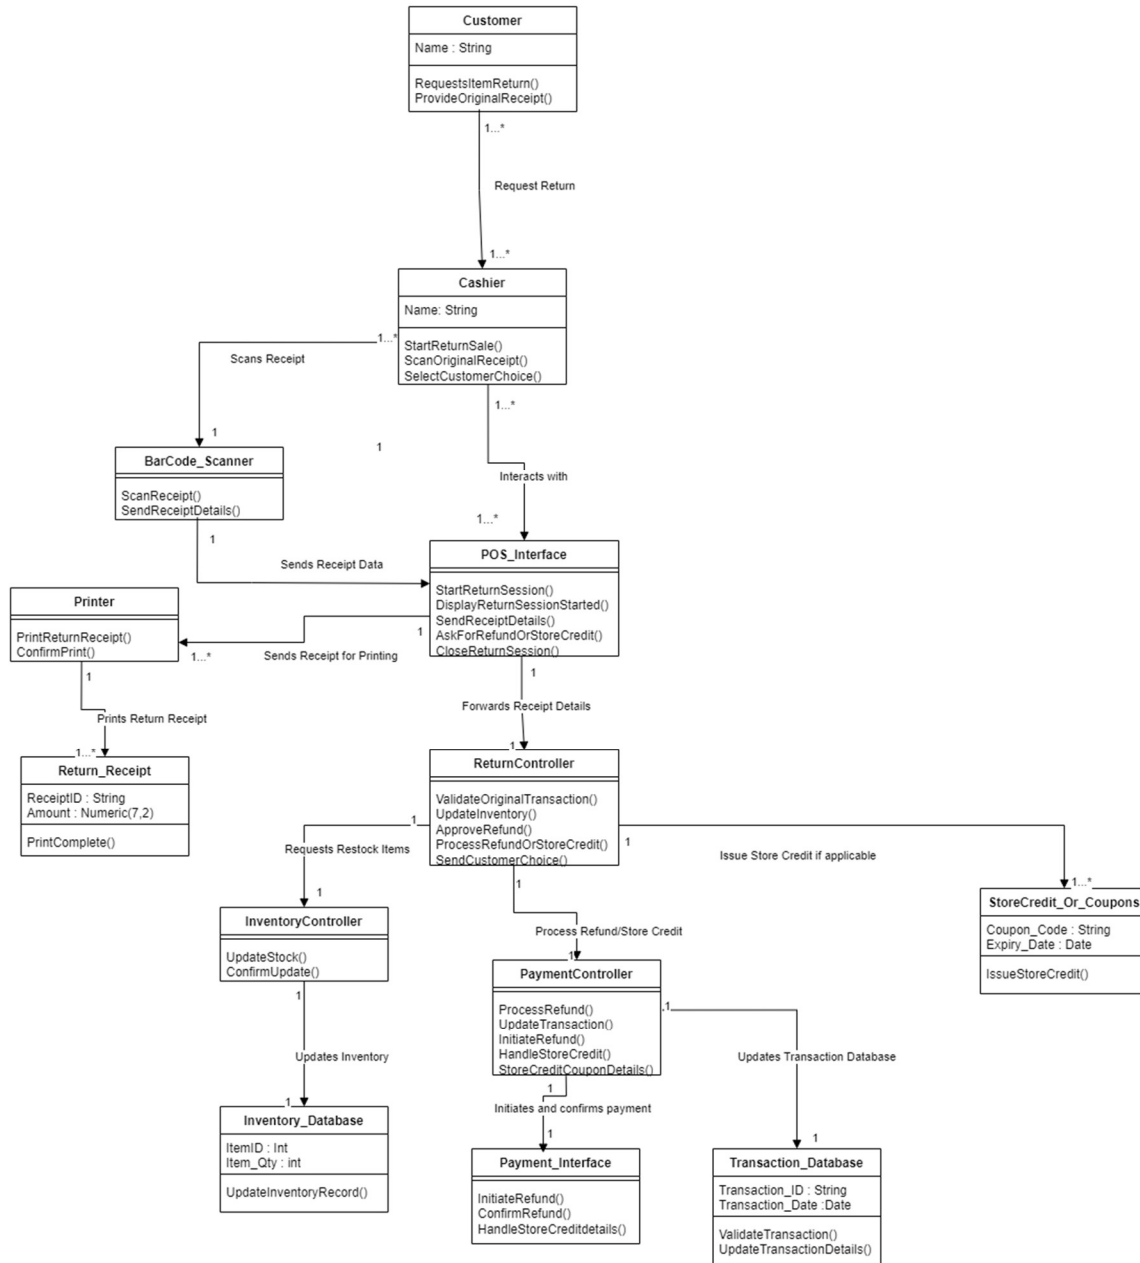 Customer
Name : String
RequestsItemReturn()
ProvideOriginalReceipt()
1...*
Request Return
1...*
Cashier
Name: String
StartReturnSale()
ScanOriginalReceipt()
SelectCustomerChoice()
1...*
Scans Receipt
1
1...*
1
Interacts with
1...*
BarCode_Scanner
ScanReceipt()
SendReceiptDetails()
1
Sends Receipt Data
POS_Interface
StartReturnSession()
DisplayReturnSessionStarted()
SendReceiptDetails()
AskForRefundOrStoreCredit()
CloseReturnSession()
1
Sends Receipt for Printing
1...*
Printer
PrintReturnReceipt()
ConfirmPrint()
1
Prints Return Receipt
1...*
Return_Receipt
ReceiptID : String
Amount : Numeric(7,2)
PrintComplete()
1
Forwards Receipt Details
1
ReturnController
ValidateOriginalTransaction()
UpdateInventory()
ApproveRefund()
ProcessRefundOrStoreCredit()
SendCustomerChoice()
1
Requests Restock Items
1
1
Issue Store Credit if applicable
1...*
StoreCredit_Or_Coupons
Coupon_Code : String
Expiry_Date : Date
IssueStoreCredit()
InventoryController
UpdateStock()
ConfirmUpdate()
1
Updates Inventory
1
Inventory_Database
ItemID : Int
Item_Qty : int
UpdateInventoryRecord()
1
Process Refund/Store Credit
1
PaymentController
ProcessRefund()
UpdateTransaction()
InitiateRefund()
HandleStoreCredit()
StoreCreditCouponDetails()
.1
Updates Transaction Database
1
1
Initiates and confirms payment
1
Payment_Interface
InitiateRefund()
ConfirmRefund()
HandleStoreCreditdetails()
Transaction_Database
Transaction_ID : String
Transaction_Date :Date
ValidateTransaction()
UpdateTransactionDetails()